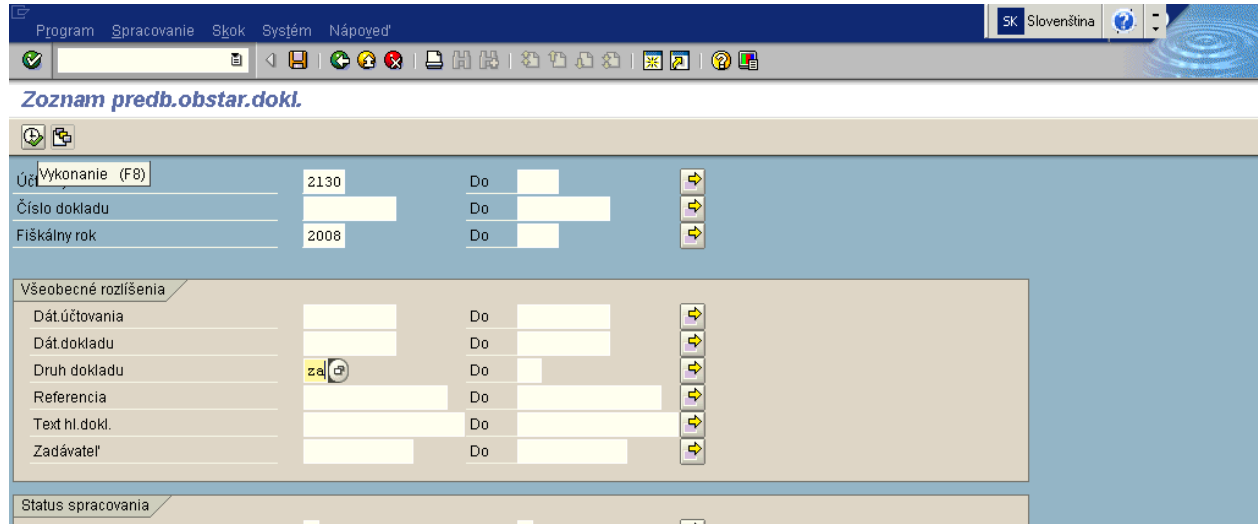 Program Spracovanie Skok Systém Nápoveď
SK Slovenština
Zoznam predb.obstar.dokl.
Vykonanie (F8)
2130 Do
Číslo dokladu Do
Fiškálny rok 2008 Do
Všeobecné rozlíšenia
Dát.účtovania Do
Dát.dokladu Do
Druh dokladu za Do
Referencia Do
Text hl.dokl. Do
Zadávateľ Do
Status spracovania